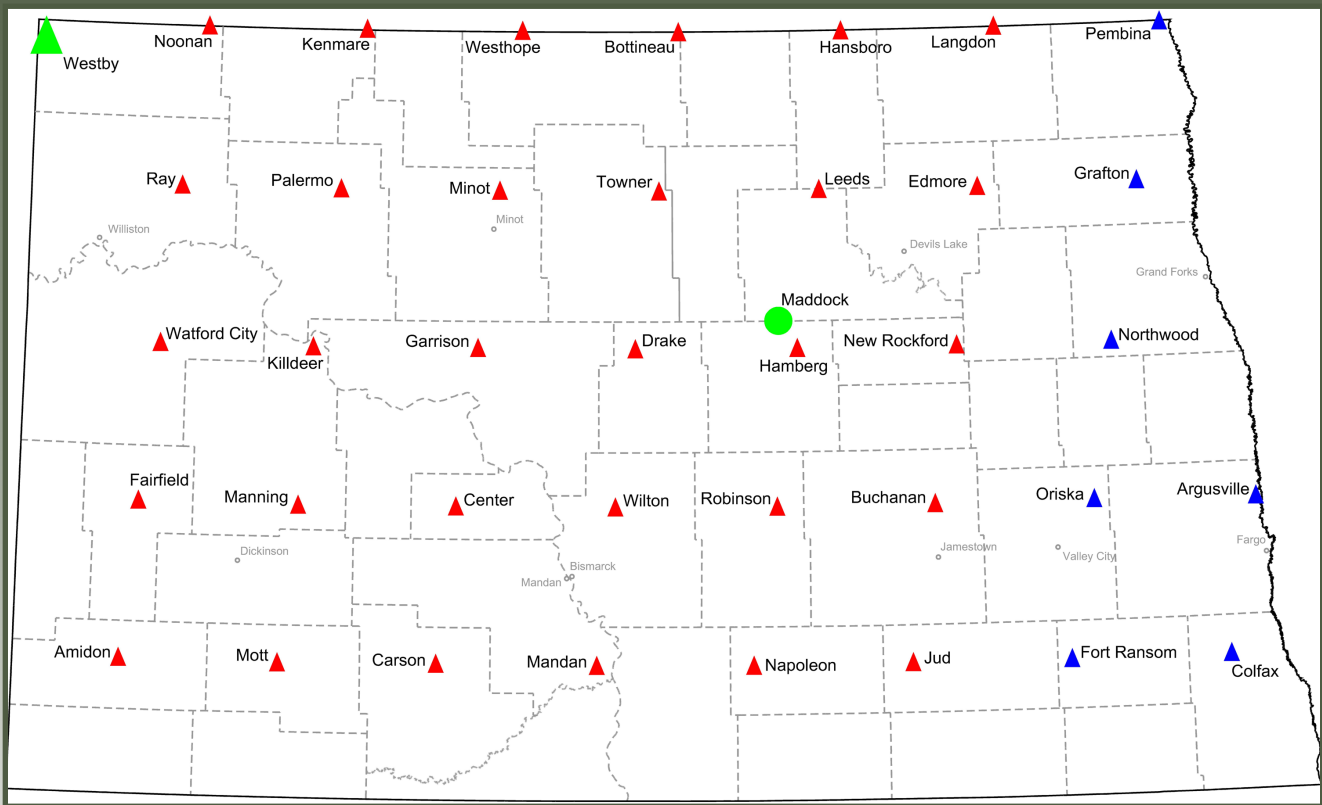 Westby
Noonan
Kenmare
Westhope
Bottineau
Hansboro
Langdon
Pembina
Ray
Palermo
Minot
Towner
Leeds
Edmore
Grafton
Williston
Minot
Devils Lake
Grand Forks
Maddock
Watford City
Killdeer
Garrison
Drake
Hamberg
New Rockford
Northwood
Fairfield
Manning
Center
Wilton
Robinson
Buchanan
Oriska
Argusville
Dickinson
Mandan
Bismarck
Jamestown
Valley City
Fargo
Amidon
Mott
Carson
Mandan
Napoleon
Jud
Fort Ransom
Colfax